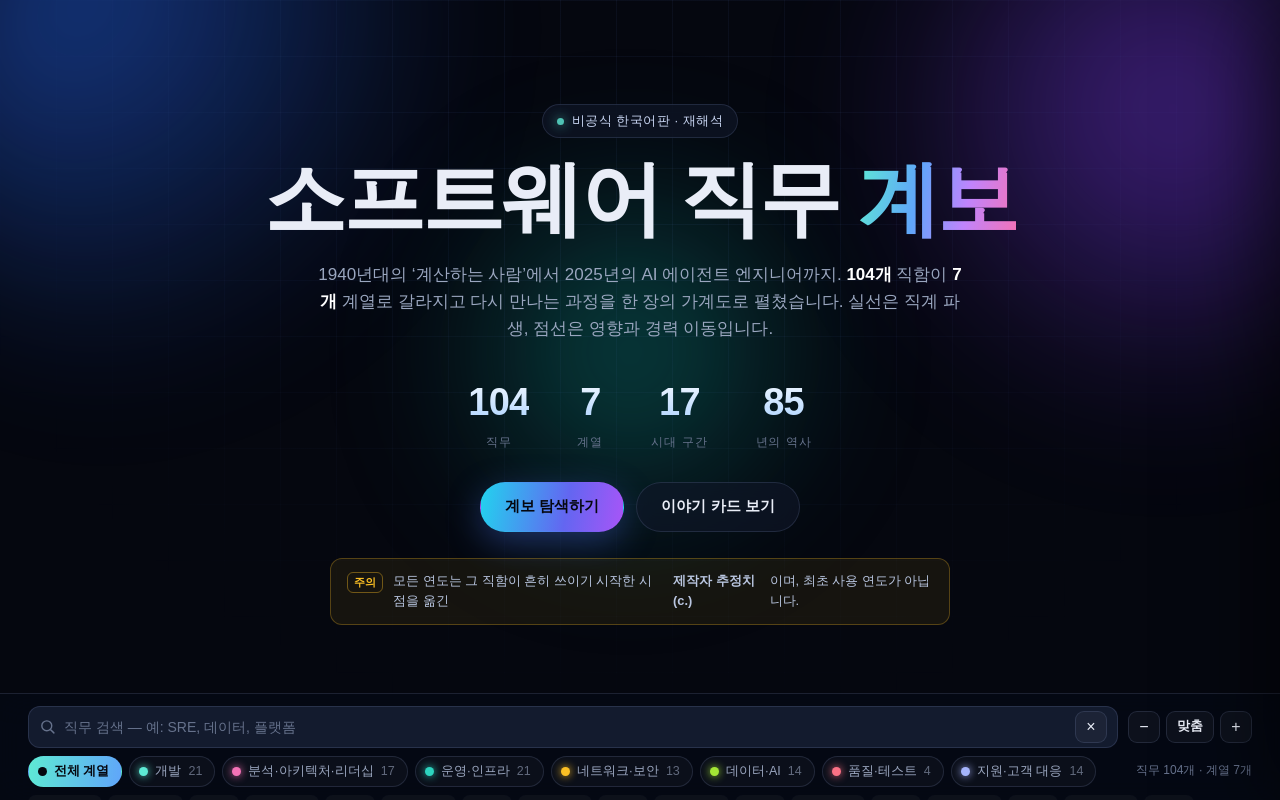 비공식 한국어판 · 재해석
소프트웨어 직무 계보
1940년대의 ‘계산하는 사람’에서 2025년의 AI 에이전트 엔지니어까지. 104개 직함이 7
개 계열로 갈라지고 다시 만나는 과정을 한 장의 가계도로 펼쳤습니다. 실선은 직계 파
생, 점선은 영향과 경력 이동입니다.
104 7 17 85
직무 계열 시대 구간 년의 역사
계보 탐색하기 이야기 카드 보기
주의 모든 연도는 그 직함이 흔히 쓰이기 시작한 시 제작자 추정치 이며, 최초 사용 연도가 아닙
점을 옮긴 (c.) 니다.
직무 검색 — 예: SRE, 데이터, 플랫폼 × − 맞춤 +
전체 계열 개발 21 분석·아키텍처·리더십 17 운영·인프라 21 네트워크·보안 13 데이터·AI 14 품질·테스트 4 지원·고객 대응 14 직무 104개 · 계열 7개